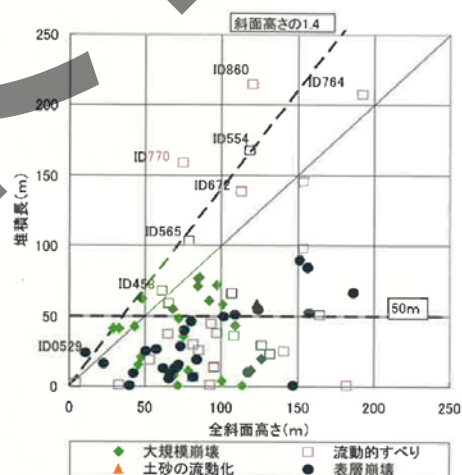 斜面高さの1.4
250
ID860
ID764
200
ID554
150
ID770
ID672
堆積長(m)
ID565
100
ID458
50
50m
ID0529
0
0
50
100
150
200
250
全斜面高さ(m)
大規模崩壊
流動的すべり
土砂の流動化
表層崩壊